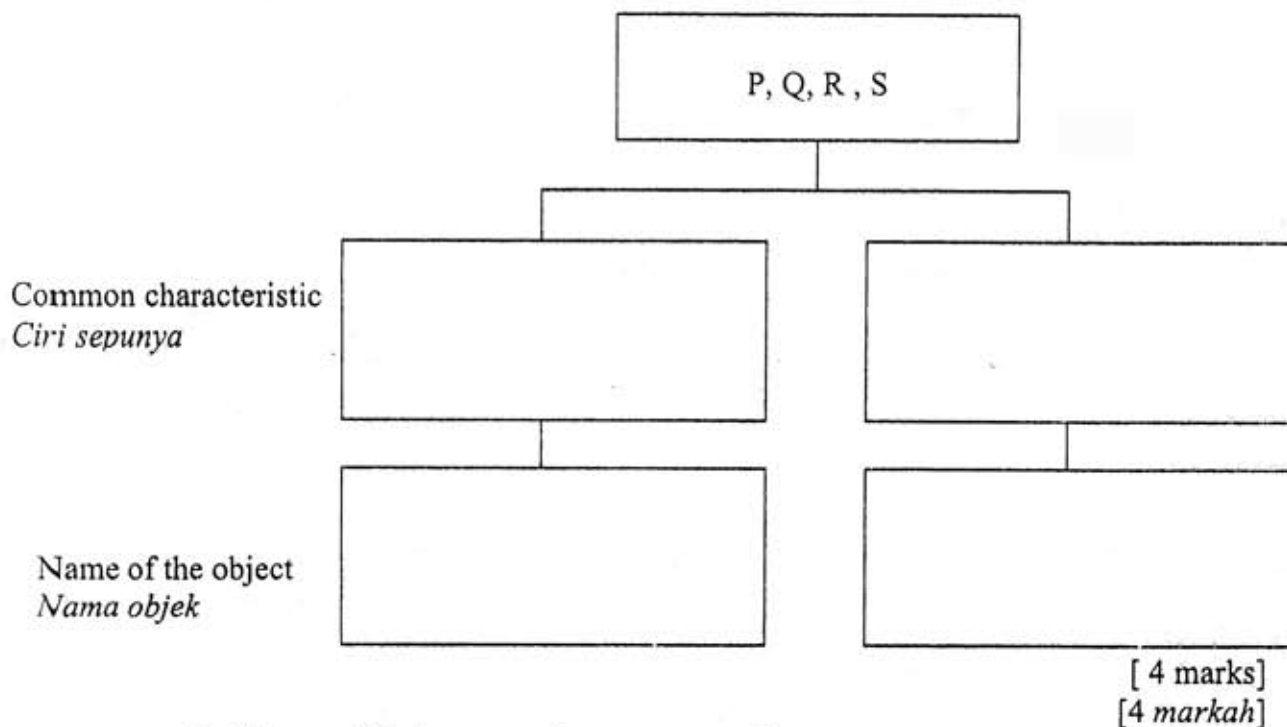 P, Q, R , S
Common characteristic
Ciri sepunya
Name of the object
Nama objek
[ 4 marks]
[4 markah]